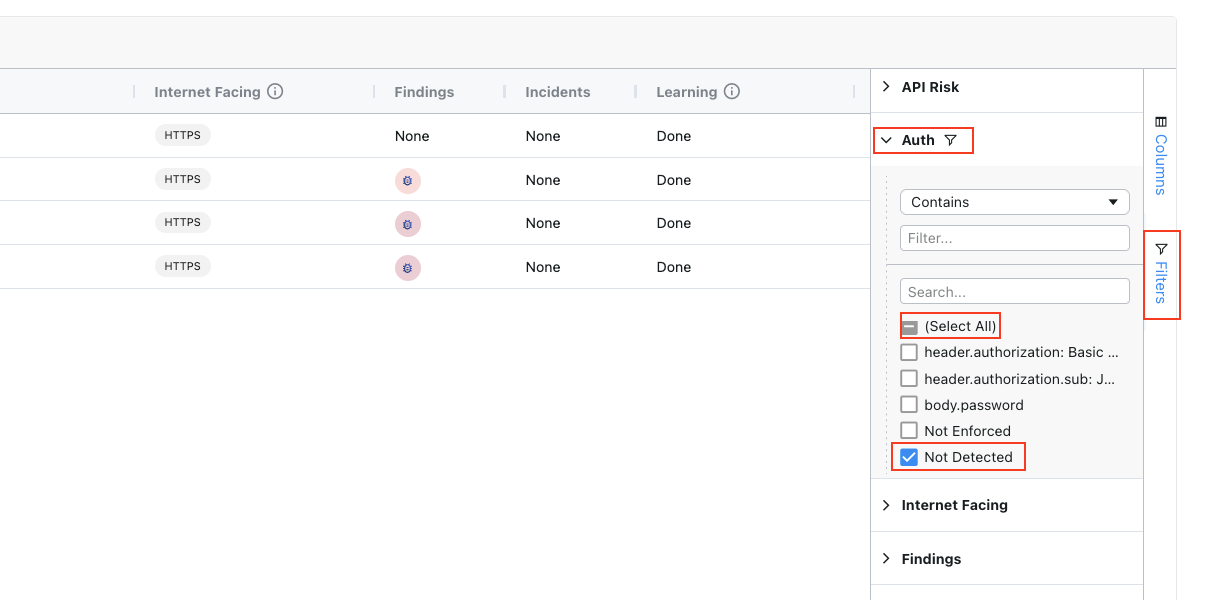 Internet Facing Findings Incidents Learning
HTTPS None None Done
HTTPS None Done
HTTPS None Done
HTTPS None Done
API Risk
Auth
Contains
Filter...
Search...
(Select All)
header.authorization: Basic ...
header.authorization.sub: J...
body.password
Not Enforced
Not Detected
Internet Facing
Findings
Columns
Filters